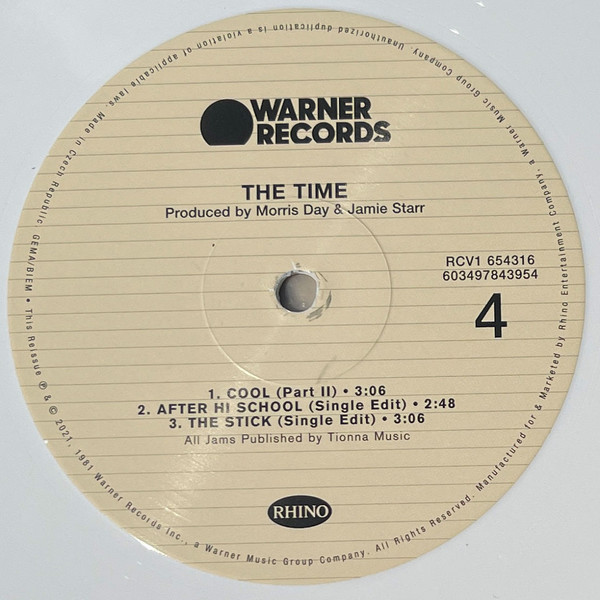 WARNER
RECORDS
THE TIME
Produced by Morris Day & Jamie Starr
RCV1 654316
603497843954
4
1. COOL (Part II) • 3:06
2. AFTER HI SCHOOL (Single Edit) • 2:48
3. THE STICK (Single Edit) • 3:06
All Jams Published by Tionna Music
RHINO
This Reissue ℗ & © 2021, 1981 Warner Records Inc., a Warner Music Group Company. All Rights Reserved. Manufactured for & Marketed by Rhino Entertainment Company, a Warner Music Group Company. Unauthorized duplication is a violation of applicable laws. Made in Czech Republic GEMA/BIEM •